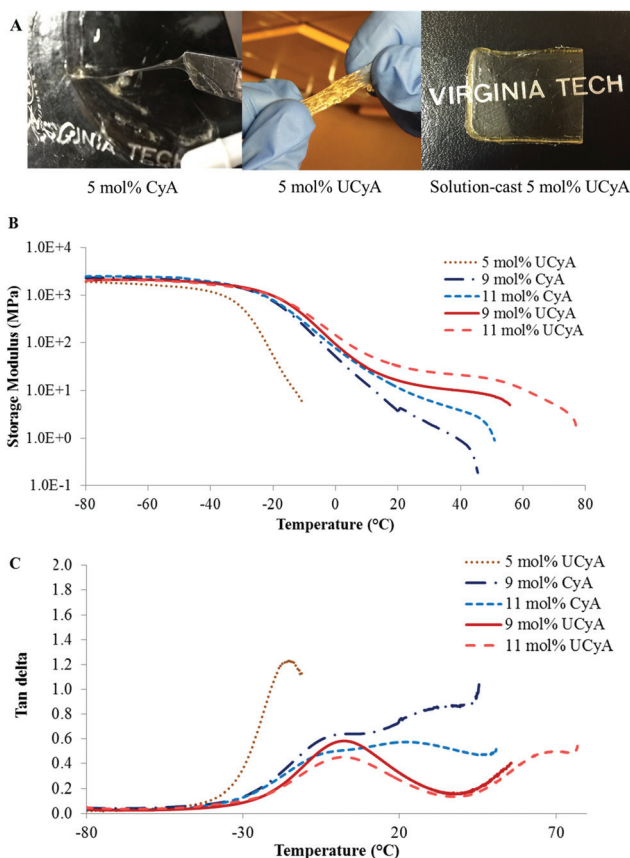 A
VIRGINIA TECH
VIRGINIA TECH
5 mol% CyA
5 mol% UCyA
Solution-cast 5 mol% UCyA
B
1.0E+4
1.0E+3
1.0E+2
1.0E+1
1.0E+0
1.0E-1
Storage Modulus (MPa)
5 mol% UCyA
9 mol% CyA
11 mol% CyA
9 mol% UCyA
11 mol% UCyA
-80
-60
-40
-20
0
20
40
60
80
Temperature (°C)
C
2.0
1.8
1.6
1.4
1.2
1.0
0.8
0.6
0.4
0.2
0.0
Tan delta
5 mol% UCyA
9 mol% CyA
11 mol% CyA
9 mol% UCyA
11 mol% UCyA
-80
-30
20
70
Temperature (°C)